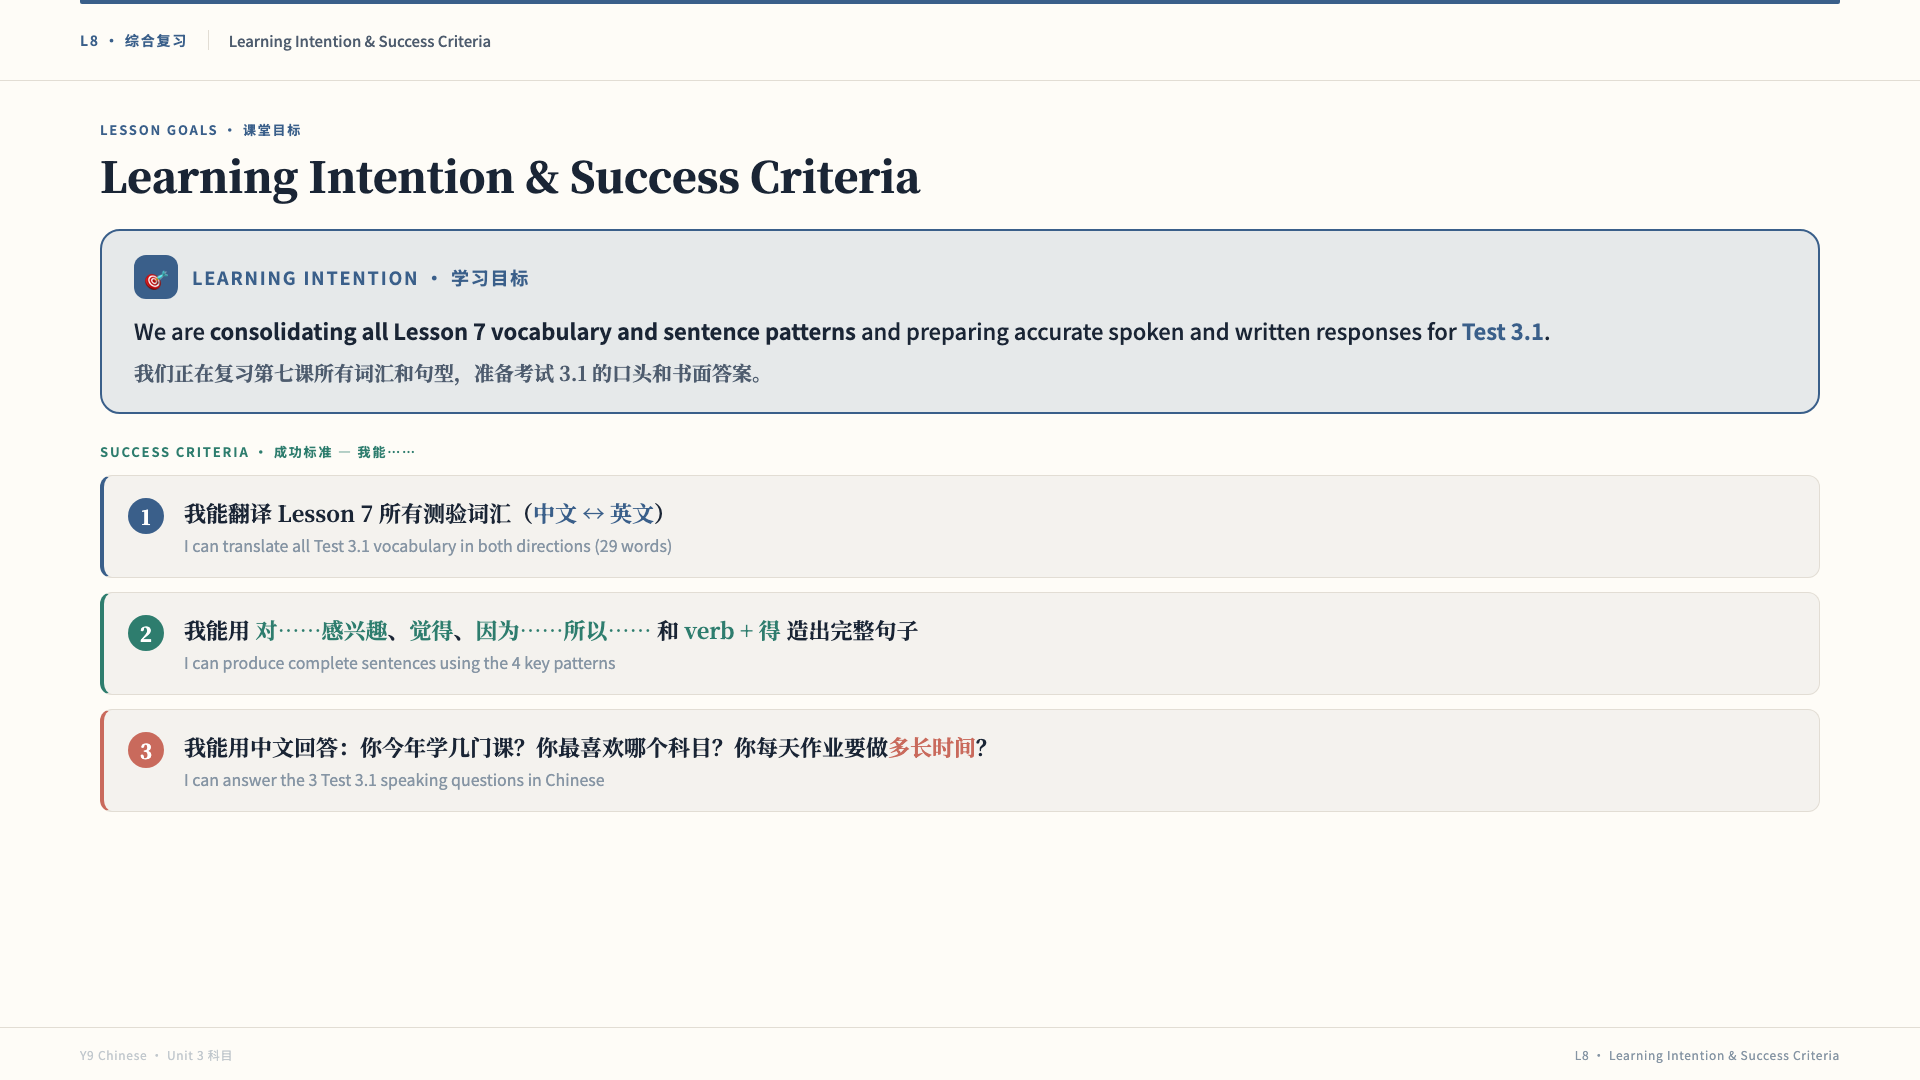 L8 • 综合复习
Learning Intention & Success Criteria
LESSON GOALS • 课堂目标
Learning Intention & Success Criteria
LEARNING INTENTION • 学习目标
We are consolidating all Lesson 7 vocabulary and sentence patterns and preparing accurate spoken and written responses for Test 3.1.
我们正在复习第七课所有词汇和句型，准备考试 3.1 的口头和书面答案。
SUCCESS CRITERIA • 成功标准 — 我能……
1
我能翻译 Lesson 7 所有测验词汇（中文 ↔ 英文）
I can translate all Test 3.1 vocabulary in both directions (29 words)
2
我能用 对……感兴趣、觉得、因为……所以…… 和 verb + 得 造出完整句子
I can produce complete sentences using the 4 key patterns
3
我能用中文回答：你今年学几门课？你最喜欢哪个科目？你每天作业要做多长时间？
I can answer the 3 Test 3.1 speaking questions in Chinese
Y9 Chinese • Unit 3 科目
L8 • Learning Intention & Success Criteria